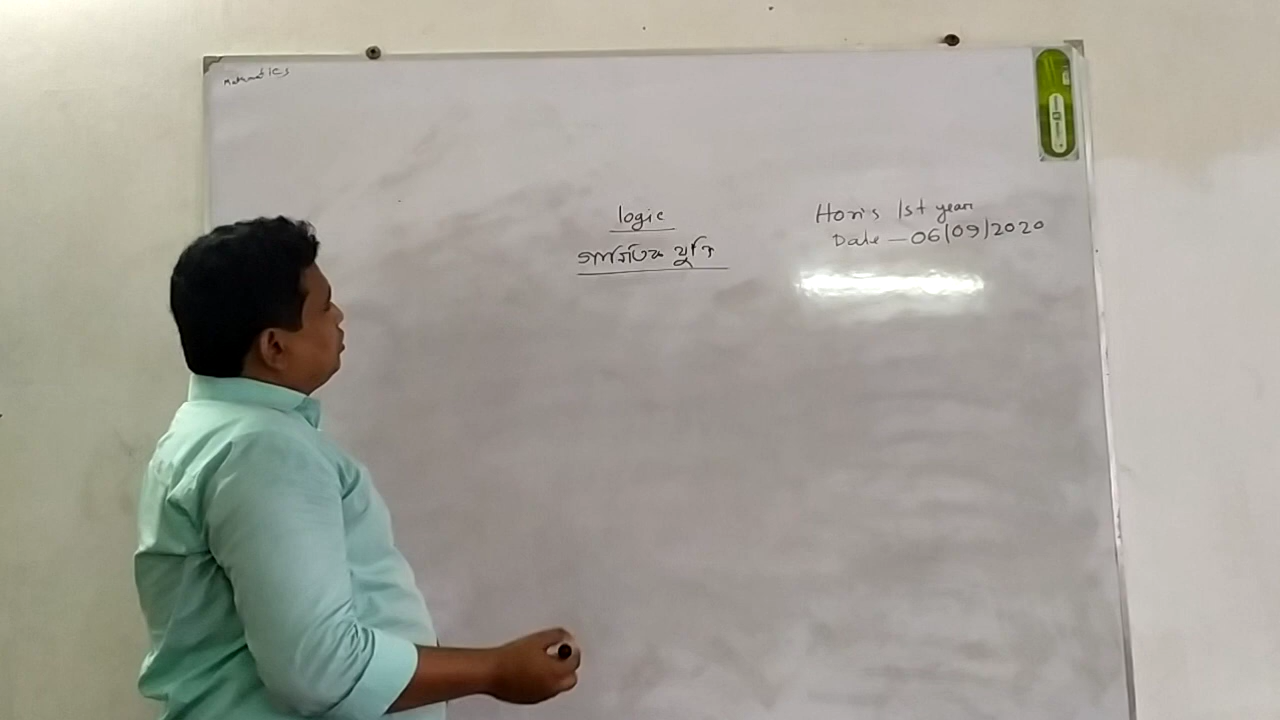 Mathematics
logic
গাণিতিক যুক্তি
Hon's 1st year
Date — 06/09/2020